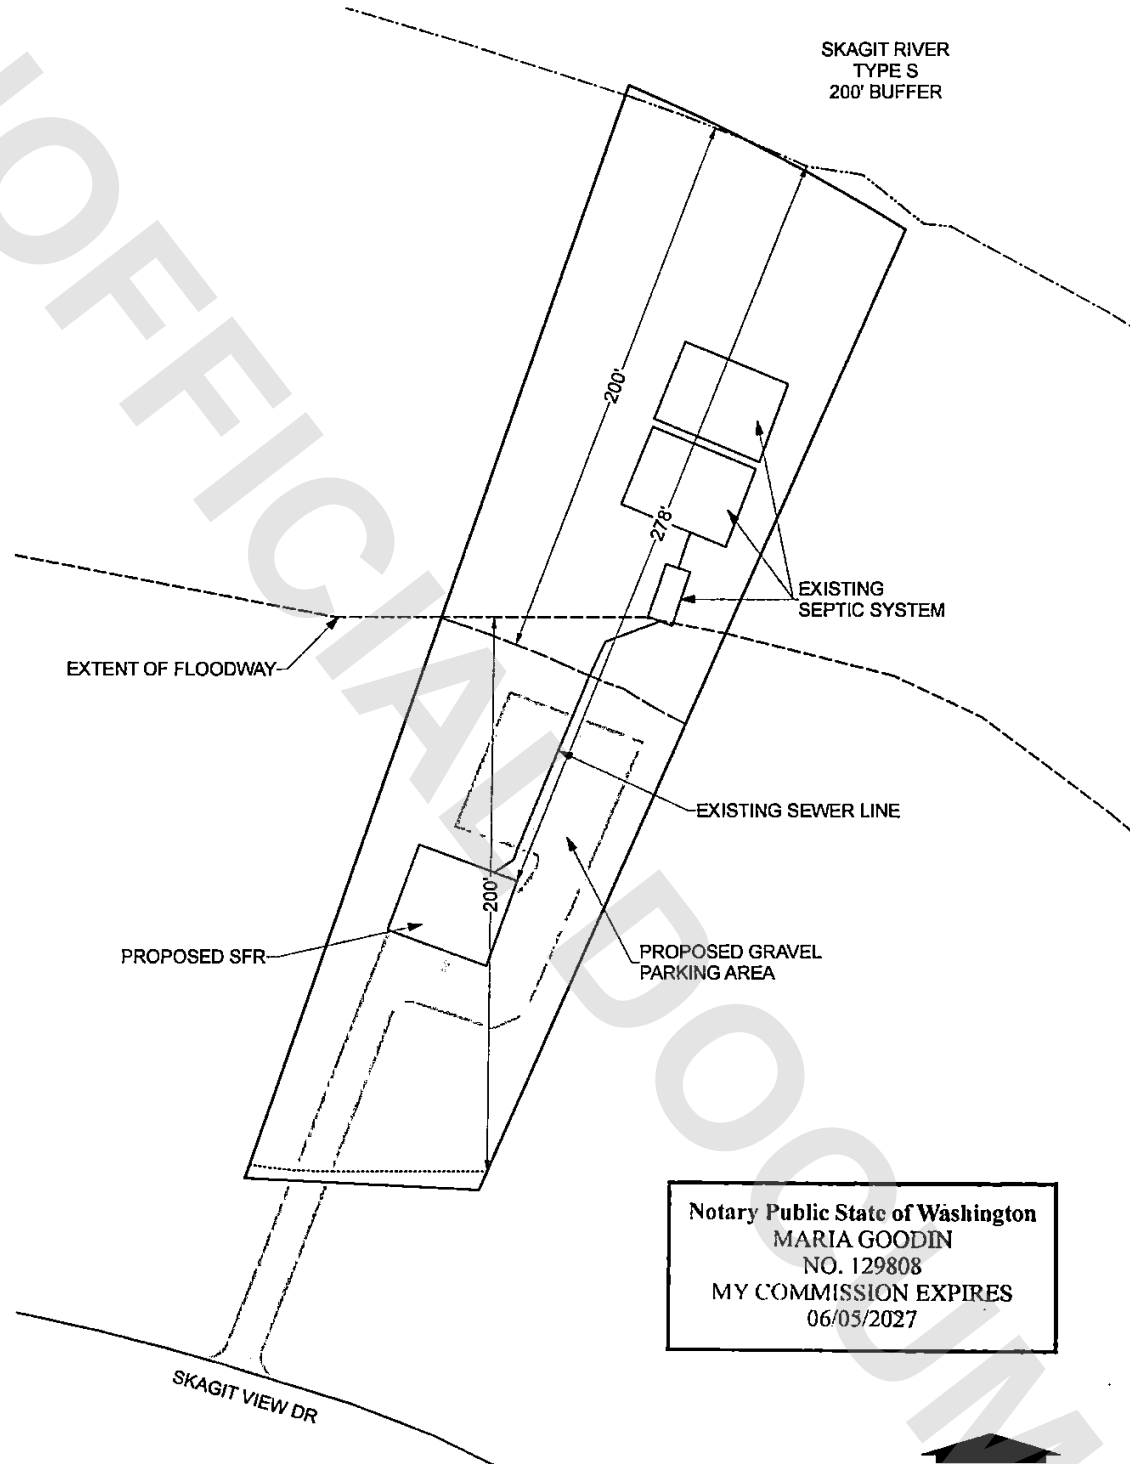 SKAGIT RIVER
TYPE S
200' BUFFER
200'
278'
EXISTING
SEPTIC SYSTEM
EXTENT OF FLOODWAY
EXISTING SEWER LINE
200'
PROPOSED SFR
PROPOSED GRAVEL
PARKING AREA
Notary Public State of Washington
MARIA GOODIN
NO. 129808
MY COMMISSION EXPIRES
06/05/2027
SKAGIT VIEW DR
NOFFICIAL DOCUM